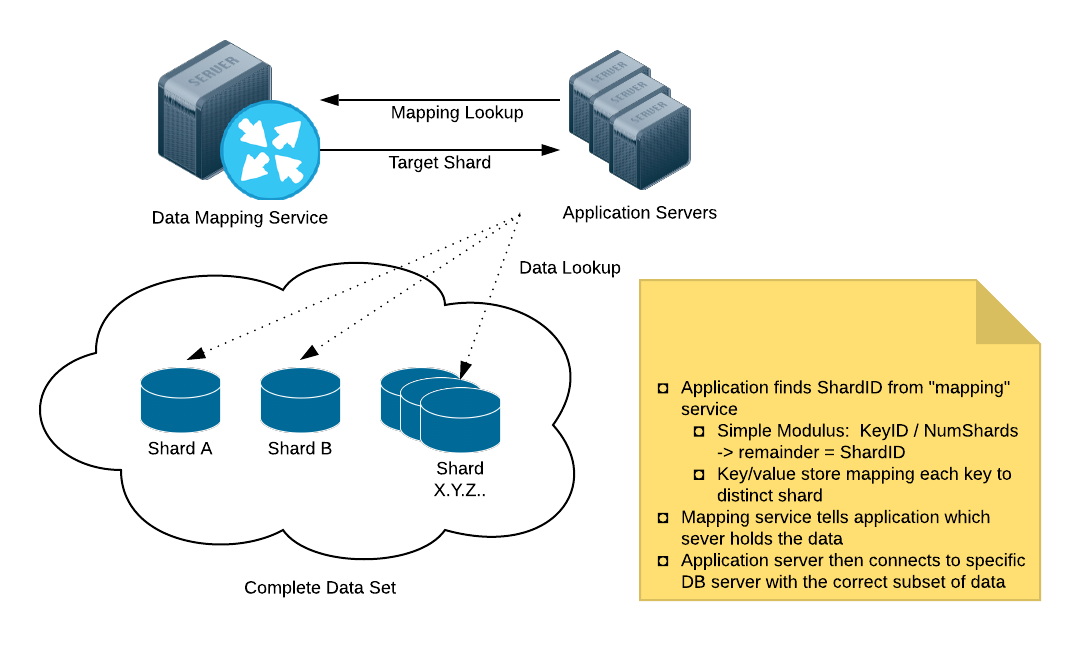 SERVER
SERVER
SERVER
SERVER
Mapping Lookup
Target Shard
Data Mapping Service
Application Servers
Data Lookup
Shard A
Shard B
Shard
X.Y.Z..
Complete Data Set
◘ Application finds ShardID from "mapping"
service
◘ Simple Modulus:  KeyID / NumShards
-> remainder = ShardID
◘ Key/value store mapping each key to
distinct shard
◘ Mapping service tells application which
sever holds the data
◘ Application server then connects to specific
DB server with the correct subset of data